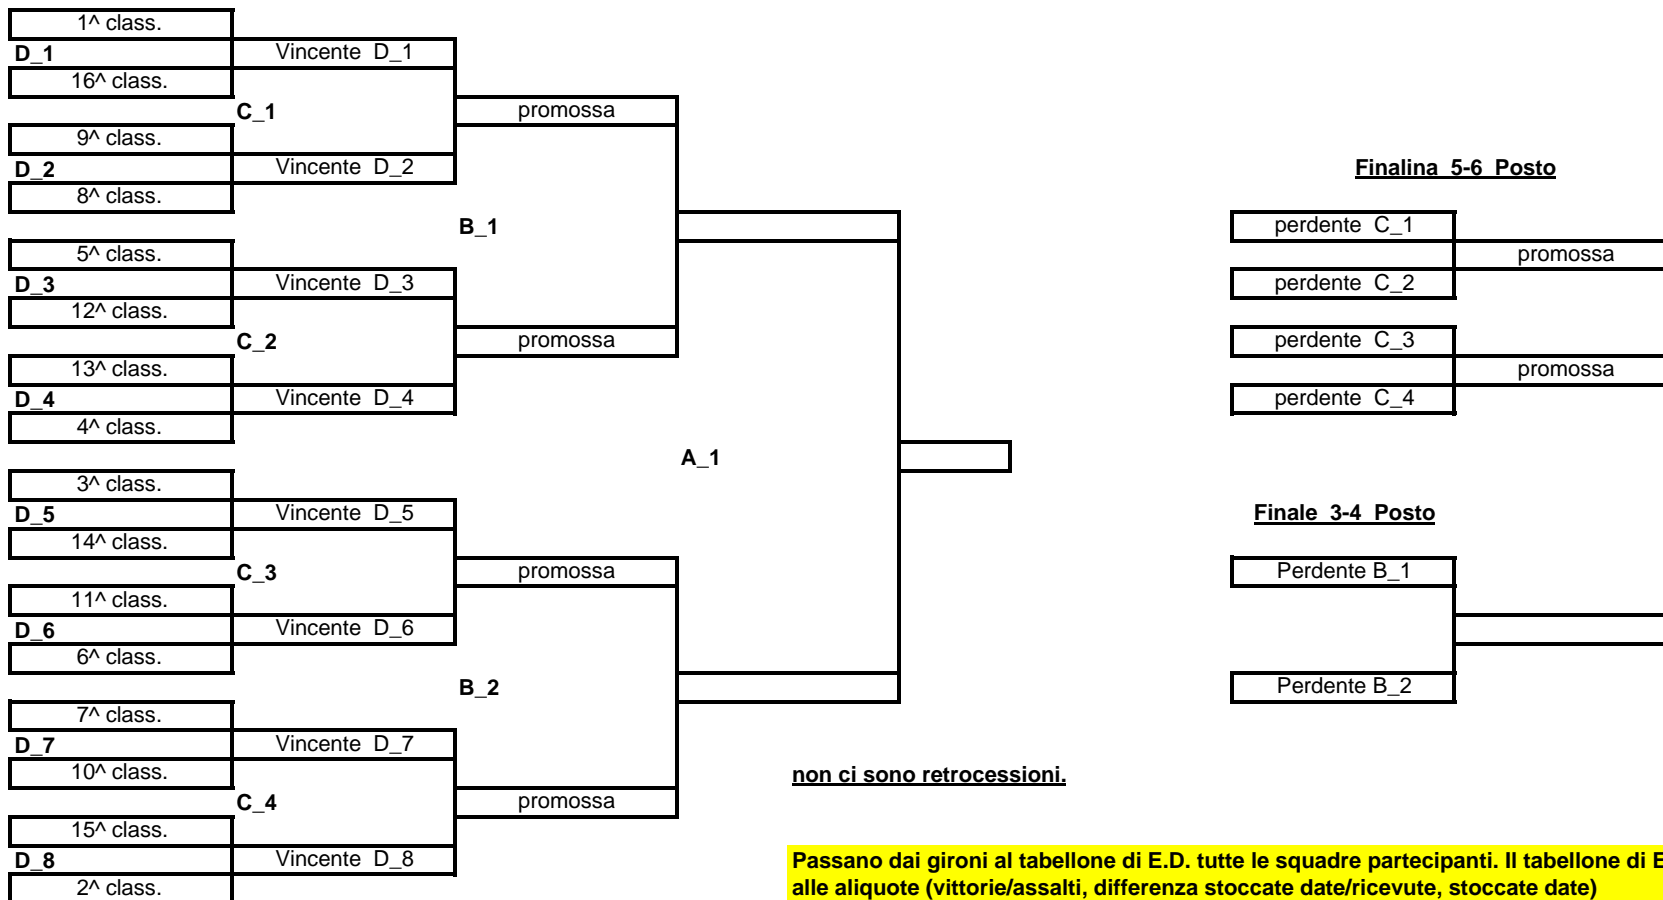 1^ class.
D_1
Vincente D_1
16^ class.
C_1
promossa
9^ class.
D_2
Vincente D_2
8^ class.
B_1
5^ class.
D_3
Vincente D_3
12^ class.
C_2
promossa
13^ class.
D_4
Vincente D_4
4^ class.
A_1
3^ class.
D_5
Vincente D_5
14^ class.
C_3
promossa
11^ class.
D_6
Vincente D_6
6^ class.
B_2
7^ class.
D_7
Vincente D_7
10^ class.
C_4
promossa
15^ class.
D_8
Vincente D_8
2^ class.
Finalina 5-6 Posto
perdente C_1
promossa
perdente C_2
perdente C_3
promossa
perdente C_4
Finale 3-4 Posto
Perdente B_1
Perdente B_2
non ci sono retrocessioni.
Passano dai gironi al tabellone di E.D. tutte le squadre partecipanti. Il tabellone di E
alle aliquote (vittorie/assalti, differenza stoccate date/ricevute, stoccate date)